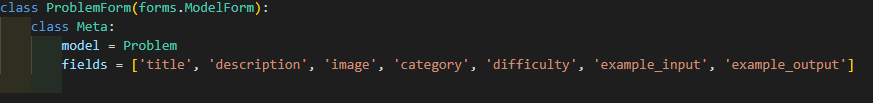 class ProblemForm(forms.ModelForm):
    class Meta:
        model = Problem
        fields = ['title', 'description', 'image', 'category', 'difficulty', 'example_input', 'example_output']